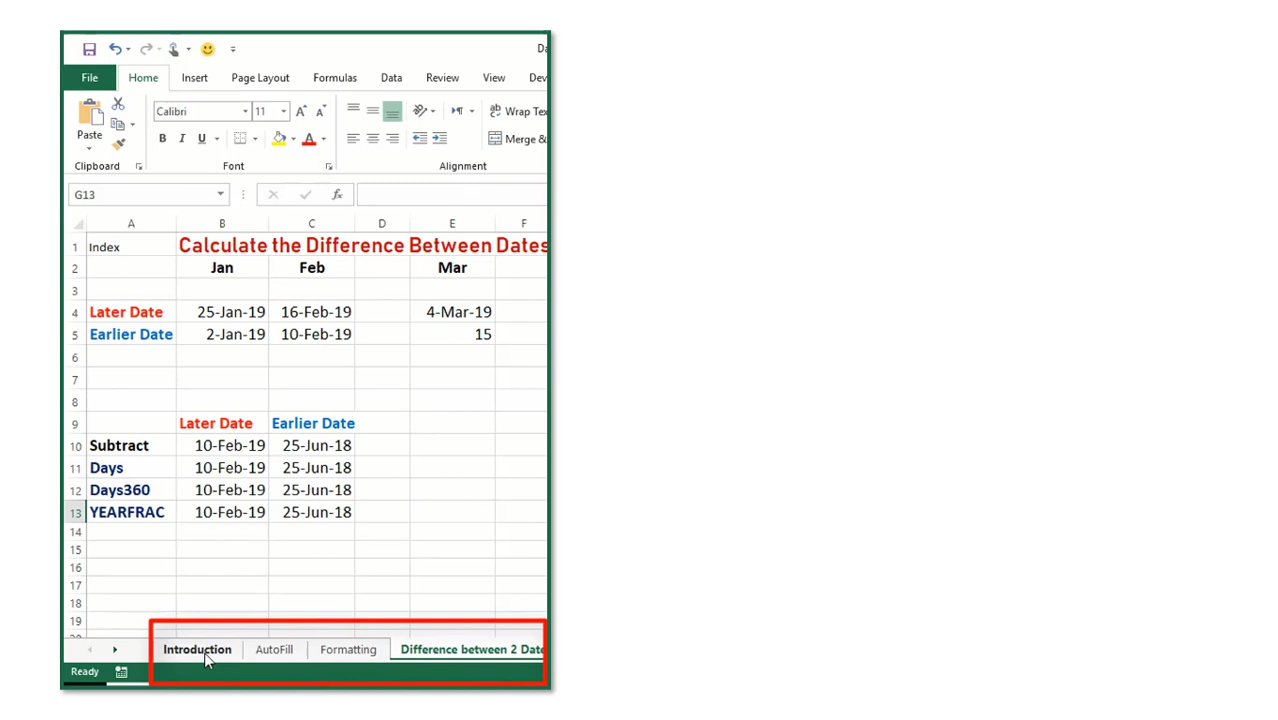 Da
File Home Insert Page Layout Formulas Data Review View Dev
Calibri 11 A A ab Wrap Tex
Paste B I U A Merge &
Clipboard Font Alignment
G13 fx
A B C D E F
1 Index Calculate the Difference Between Dates
2 Jan Feb Mar
3
4 Later Date 25-Jan-19 16-Feb-19 4-Mar-19
5 Earlier Date 2-Jan-19 10-Feb-19 15
6
7
8
9 Later Date Earlier Date
10 Subtract 10-Feb-19 25-Jun-18
11 Days 10-Feb-19 25-Jun-18
12 Days360 10-Feb-19 25-Jun-18
13 YEARFRAC 10-Feb-19 25-Jun-18
14
15
16
17
18
19
Introduction AutoFill Formatting Difference between 2 Date
Ready